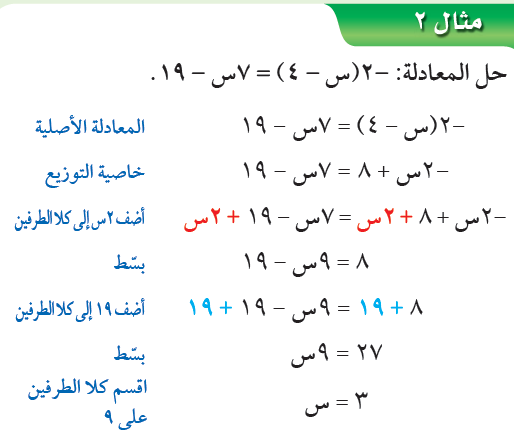 مثال ٢
حل المعادلة: –٢(س – ٤) = ٧س – ١٩ .
–٢(س – ٤) = ٧س – ١٩ المعادلة الأصلية
–٢س + ٨ = ٧س – ١٩ خاصية التوزيع
–٢س + ٨ + ٢س = ٧س – ١٩ + ٢س أضف ٢س إلى كلا الطرفين
٨ = ٩س – ١٩ بسّط
٨ + ١٩ = ٩س – ١٩ + ١٩ أضف ١٩ إلى كلا الطرفين
٢٧ = ٩س بسّط
٣ = س اقسم كلا الطرفين
على ٩